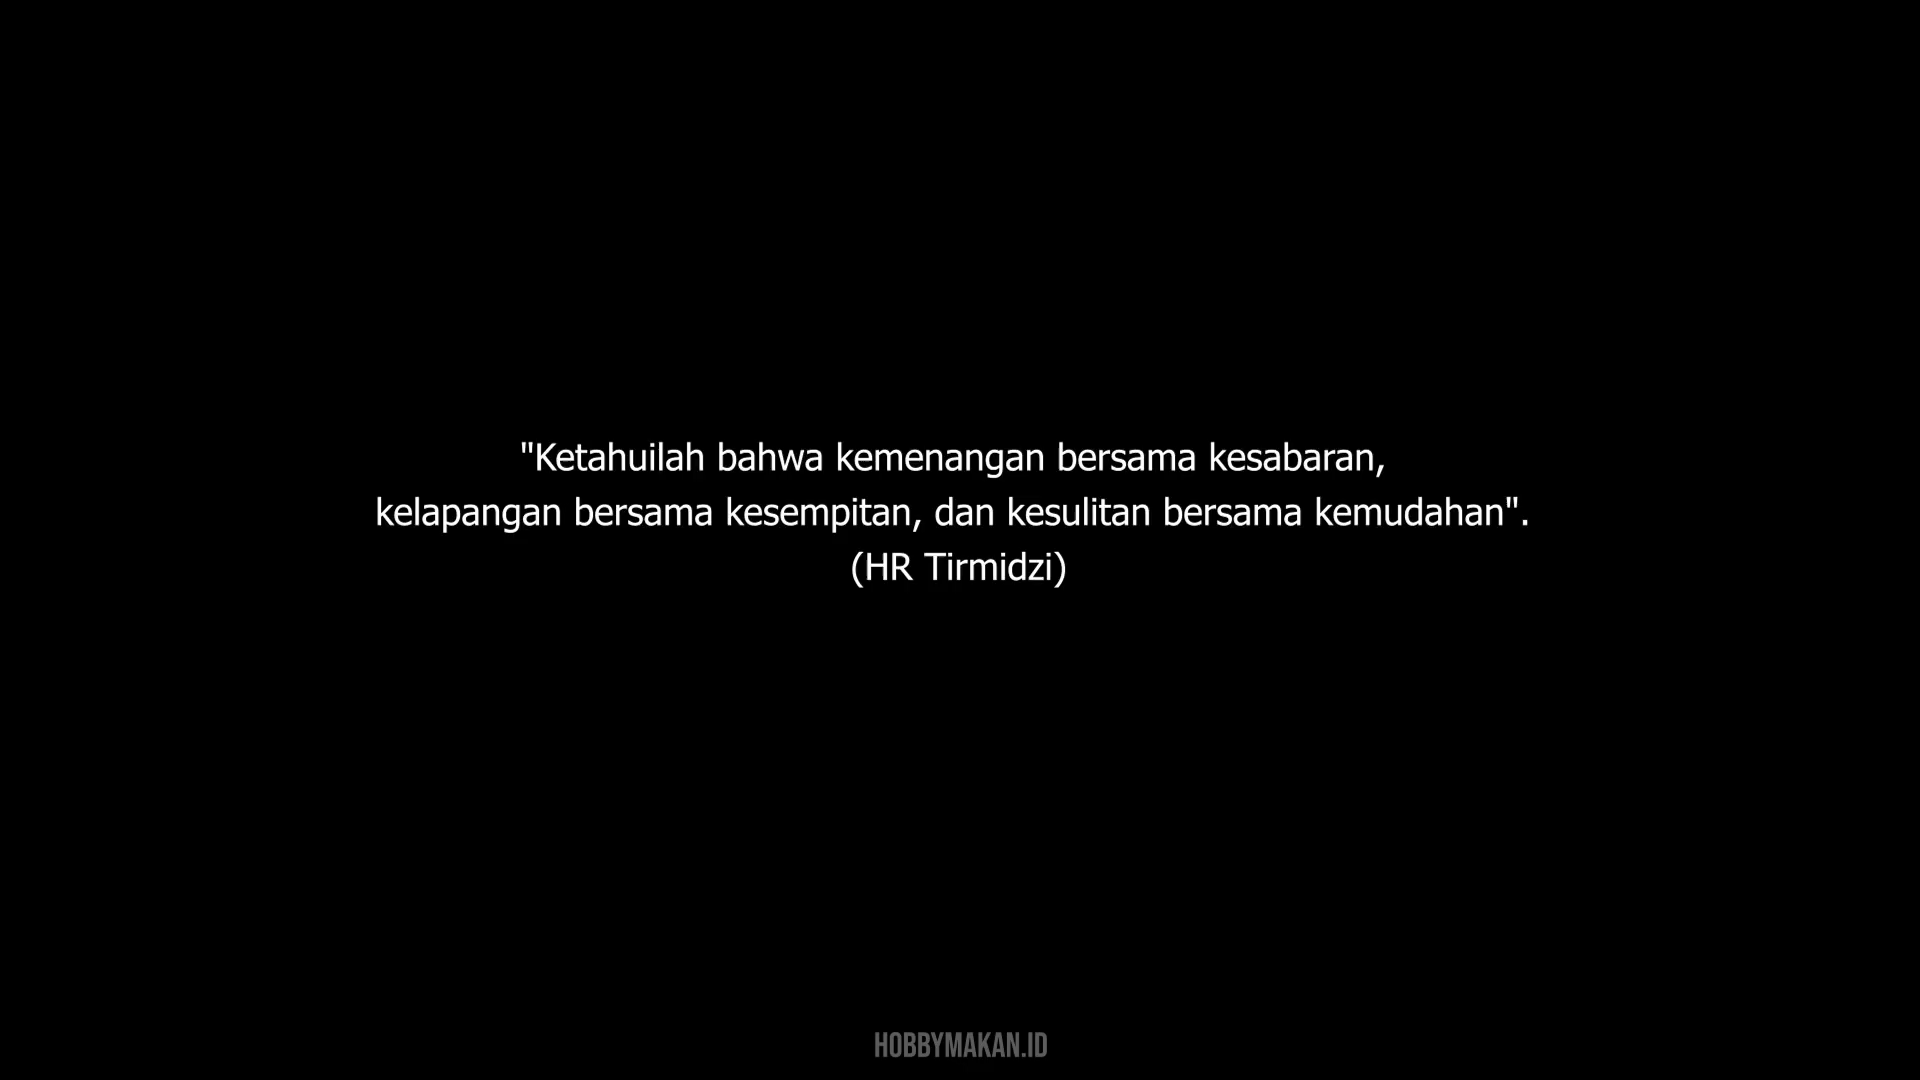 "Ketahuilah bahwa kemenangan bersama kesabaran,
kelapangan bersama kesempitan, dan kesulitan bersama kemudahan".
(HR Tirmidzi)
HOBBYMAKAN.ID